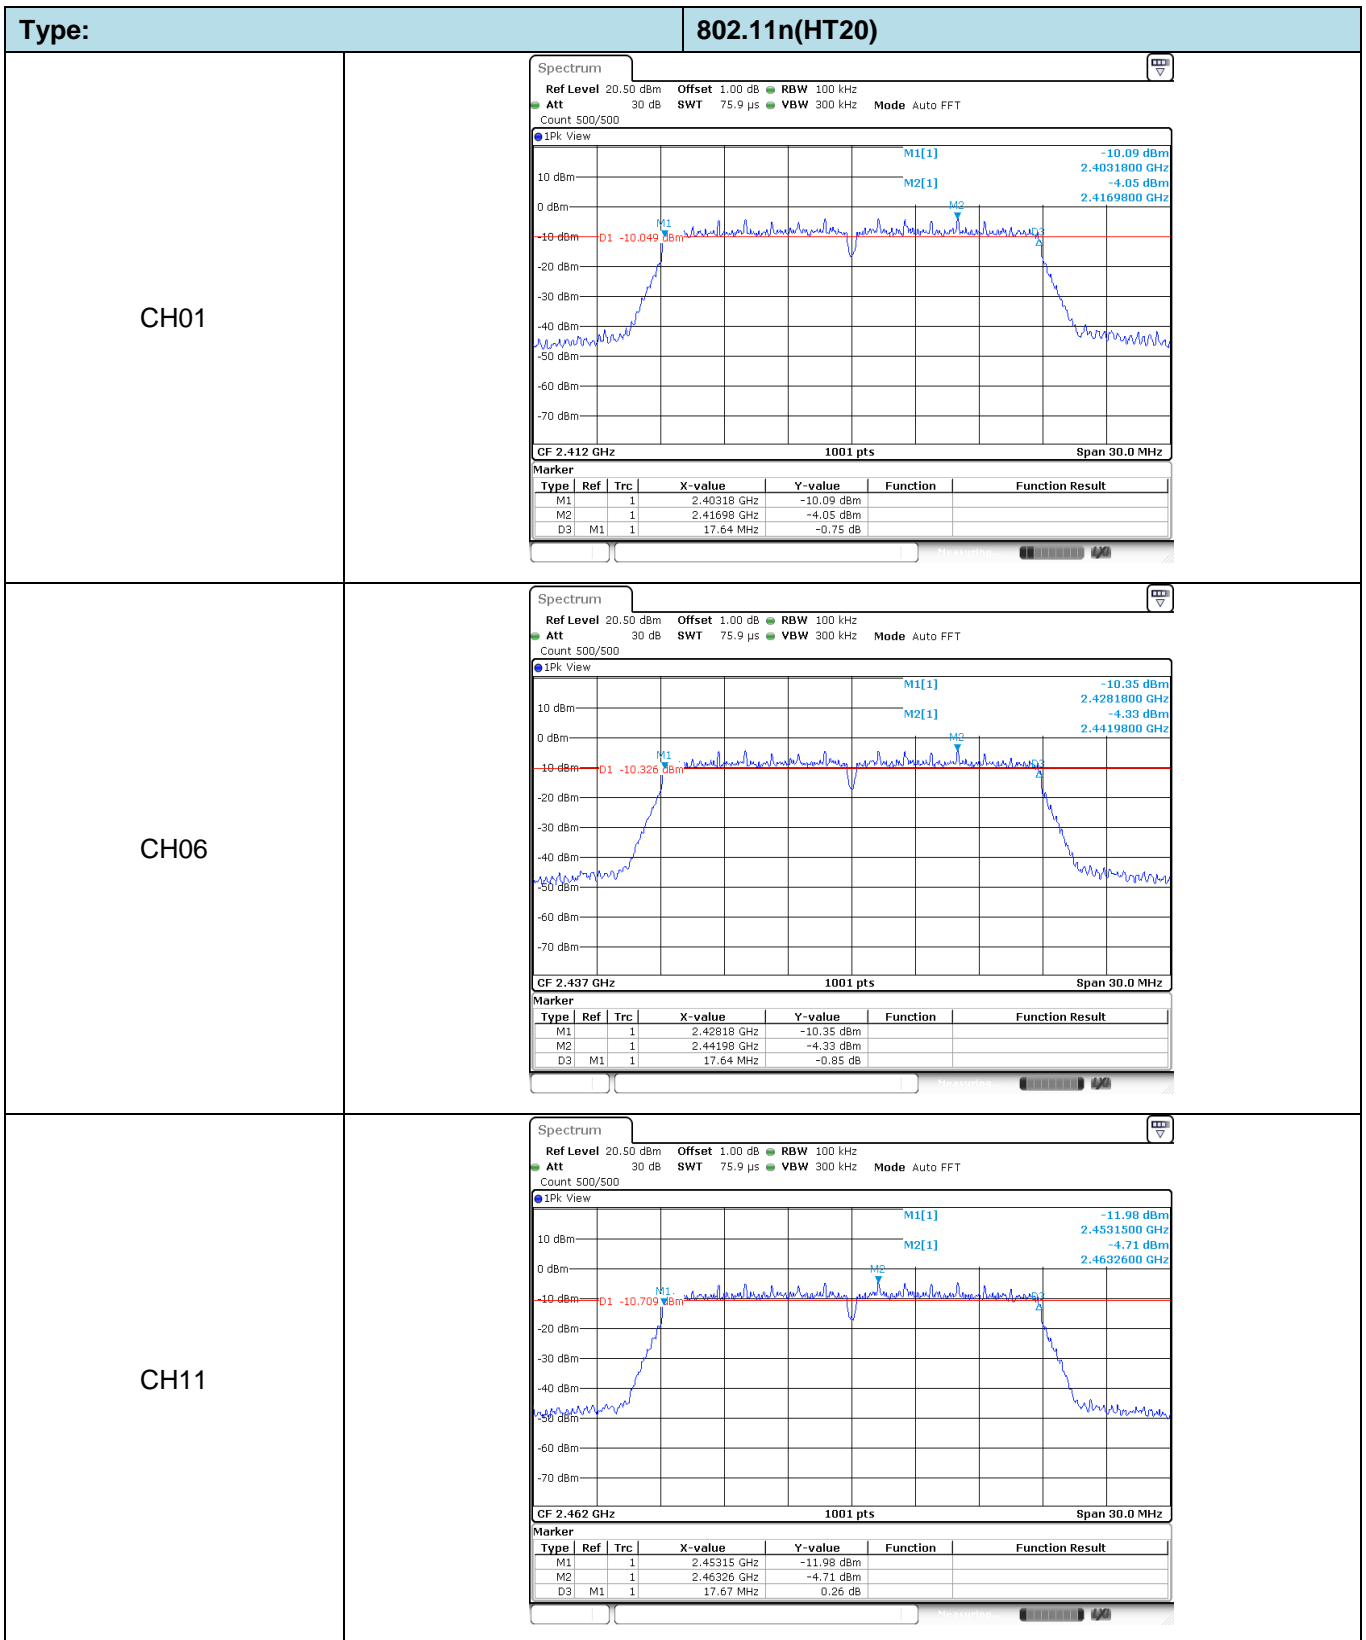 Type: 802.11n(HT20)
CH01
Spectrum
Ref Level 20.50 dBm Offset 1.00 dB RBW 100 kHz
Att 30 dB SWT 75.9 µs VBW 300 kHz Mode Auto FFT
Count 500/500
1Pk View
M1[1] -10.09 dBm
2.4031800 GHz
10 dBm
M2[1] -4.05 dBm
2.4169800 GHz
0 dBm
M2
M1
-10 dBm D1 -10.049 dBm D3
-20 dBm
-30 dBm
-40 dBm
-50 dBm
-60 dBm
-70 dBm
CF 2.412 GHz 1001 pts Span 30.0 MHz
Marker
Type Ref Trc X-value Y-value Function Function Result
M1 1 2.40318 GHz -10.09 dBm
M2 1 2.41698 GHz -4.05 dBm
D3 M1 1 17.64 MHz -0.75 dB
Measuring...
LXI
CH06
Spectrum
Ref Level 20.50 dBm Offset 1.00 dB RBW 100 kHz
Att 30 dB SWT 75.9 µs VBW 300 kHz Mode Auto FFT
Count 500/500
1Pk View
M1[1] -10.35 dBm
2.4281800 GHz
10 dBm
M2[1] -4.33 dBm
2.4419800 GHz
0 dBm
M2
M1
-10 dBm D1 -10.326 dBm D3
-20 dBm
-30 dBm
-40 dBm
-50 dBm
-60 dBm
-70 dBm
CF 2.437 GHz 1001 pts Span 30.0 MHz
Marker
Type Ref Trc X-value Y-value Function Function Result
M1 1 2.42818 GHz -10.35 dBm
M2 1 2.44198 GHz -4.33 dBm
D3 M1 1 17.64 MHz -0.85 dB
Measuring...
LXI
CH11
Spectrum
Ref Level 20.50 dBm Offset 1.00 dB RBW 100 kHz
Att 30 dB SWT 75.9 µs VBW 300 kHz Mode Auto FFT
Count 500/500
1Pk View
M1[1] -11.98 dBm
2.4531500 GHz
10 dBm
M2[1] -4.71 dBm
2.4632600 GHz
0 dBm
M2
M1
-10 dBm D1 -10.709 dBm D3
-20 dBm
-30 dBm
-40 dBm
-50 dBm
-60 dBm
-70 dBm
CF 2.462 GHz 1001 pts Span 30.0 MHz
Marker
Type Ref Trc X-value Y-value Function Function Result
M1 1 2.45315 GHz -11.98 dBm
M2 1 2.46326 GHz -4.71 dBm
D3 M1 1 17.67 MHz 0.26 dB
Measuring...
LXI